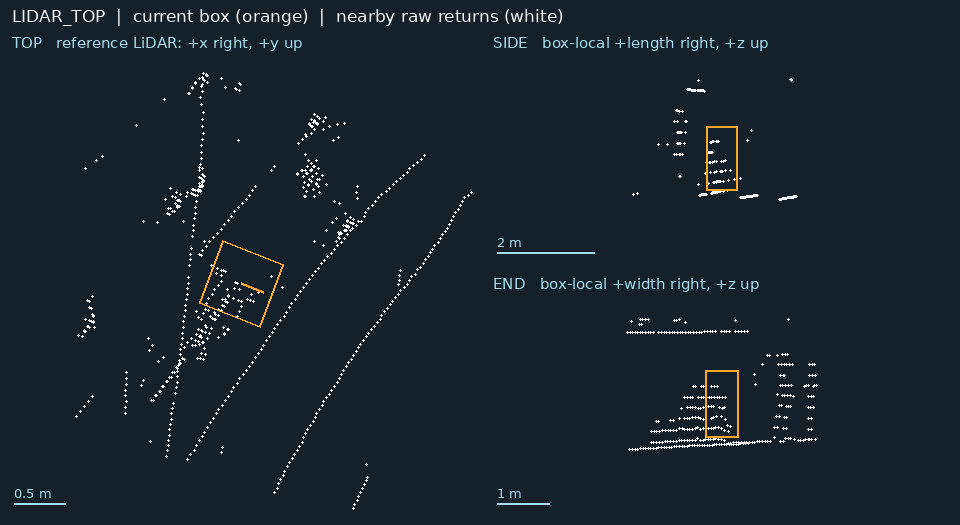 LIDAR_TOP | current box (orange) | nearby raw returns (white)
TOP reference LiDAR: +x right, +y up
SIDE box-local +length right, +z up
2 m
END box-local +width right, +z up
0.5 m
1 m